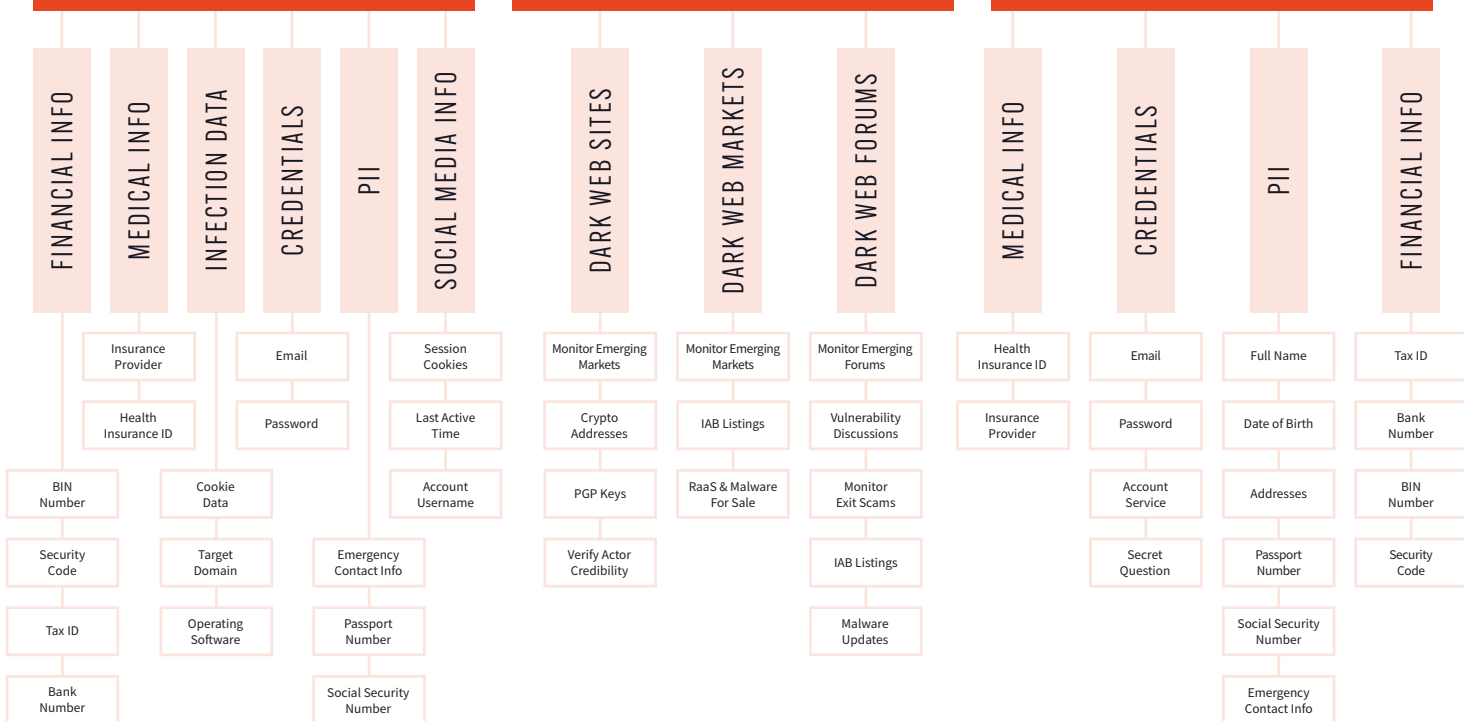 FINANCIAL INFO
MEDICAL INFO
INFECTION DATA
CREDENTIALS
PII
SOCIAL MEDIA INFO
DARK WEB SITES
DARK WEB MARKETS
DARK WEB FORUMS
MEDICAL INFO
CREDENTIALS
PII
FINANCIAL INFO
BIN
Number
Security
Code
Tax ID
Bank
Number
Insurance
Provider
Health
Insurance ID
Cookie
Data
Target
Domain
Operating
Software
Email
Password
Emergency
Contact Info
Passport
Number
Social Security
Number
Session
Cookies
Last Active
Time
Account
Username
Monitor Emerging
Markets
Crypto
Addresses
PGP Keys
Verify Actor
Credibility
Monitor Emerging
Markets
IAB Listings
RaaS & Malware
For Sale
Monitor Emerging
Forums
Vulnerability
Discussions
Monitor
Exit Scams
IAB Listings
Malware
Updates
Health
Insurance ID
Insurance
Provider
Email
Password
Account
Service
Secret
Question
Full Name
Date of Birth
Addresses
Passport
Number
Social Security
Number
Emergency
Contact Info
Tax ID
Bank
Number
BIN
Number
Security
Code